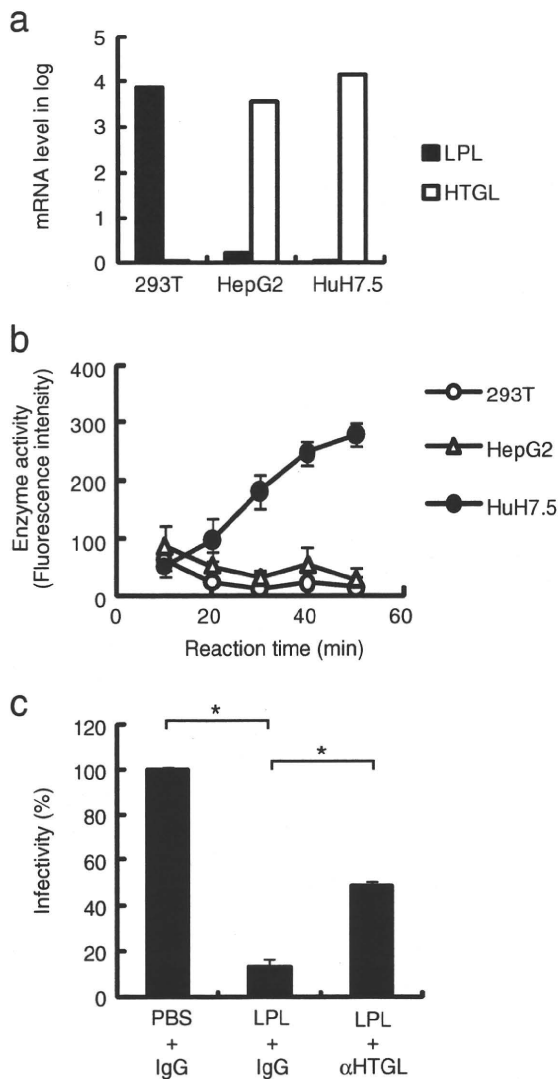 a
mRNA level in log
5
4
3
2
1
0
293T
HepG2
HuH7.5
LPL
HTGL
b
Enzyme activity
(Fluorescence intensity)
400
300
200
100
0
0
20
40
60
Reaction time (min)
293T
HepG2
HuH7.5
c
Infectivity (%)
120
100
80
60
40
20
0
*
*
PBS
+
IgG
LPL
+
IgG
LPL
+
αHTGL